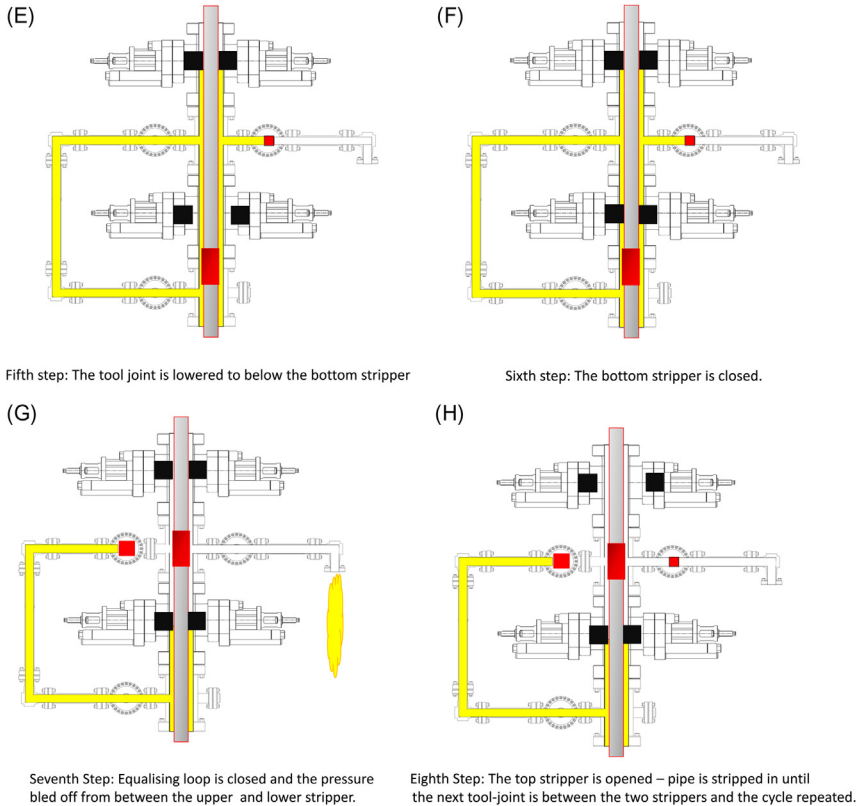 (E)
(F)
Fifth step: The tool joint is lowered to below the bottom stripper
Sixth step: The bottom stripper is closed.
(G)
(H)
Seventh Step: Equalising loop is closed and the pressure
bled off from between the upper and lower stripper.
Eighth Step: The top stripper is opened – pipe is stripped in until
the next tool-joint is between the two strippers and the cycle repeated.